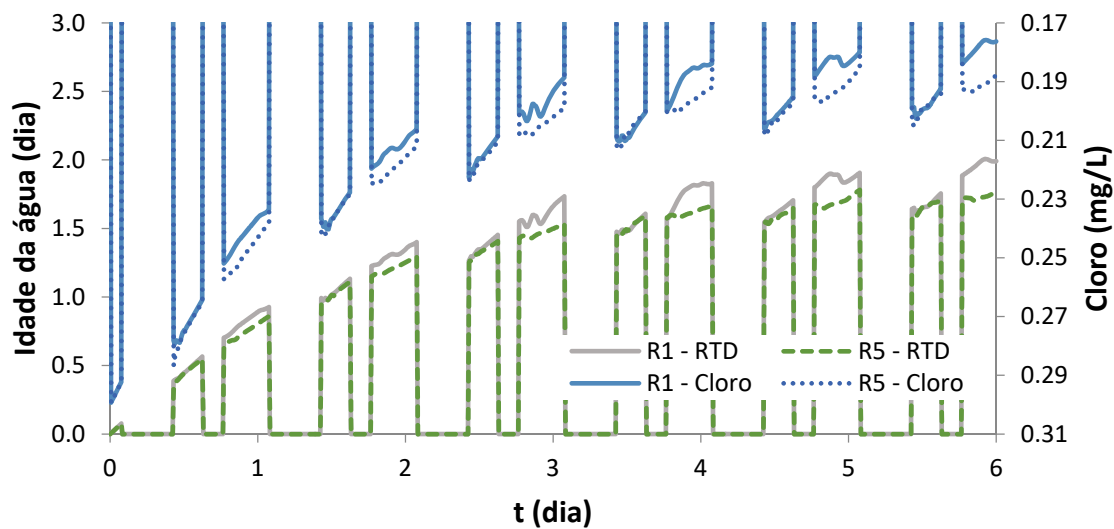 3.0
2.5
2.0
1.5
1.0
0.5
0.0
Idade da água (dia)
0.17
0.19
0.21
0.23
0.25
0.27
0.29
0.31
Cloro (mg/L)
R1 - RTD
R5 - RTD
R1 - Cloro
R5 - Cloro
0 1 2 3 4 5 6
t (dia)